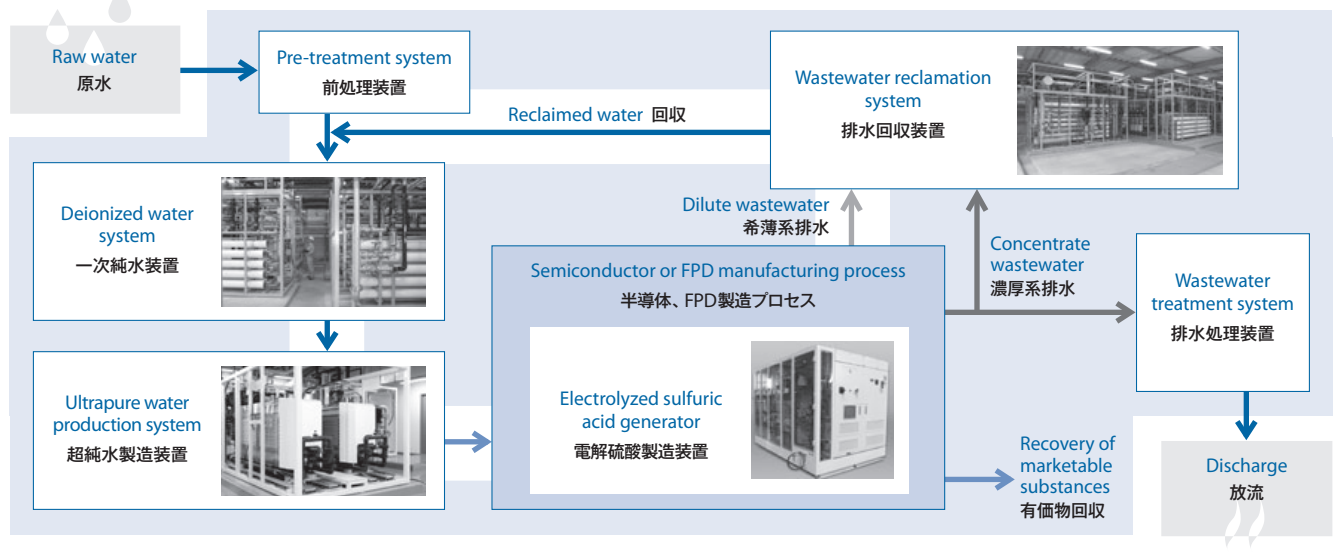 Raw water
原水
Pre-treatment system
前処理装置
Wastewater reclamation
system
排水回収装置
Reclaimed water 回収
Deionized water
system
一次純水装置
Dilute wastewater
希薄系排水
Concentrate
wastewater
濃厚系排水
Semiconductor or FPD manufacturing process
半導体、FPD製造プロセス
Wastewater
treatment system
排水処理装置
Ultrapure water
production system
超純水製造装置
Electrolyzed sulfuric
acid generator
電解硫酸製造装置
Recovery of
marketable
substances
有価物回収
Discharge
放流